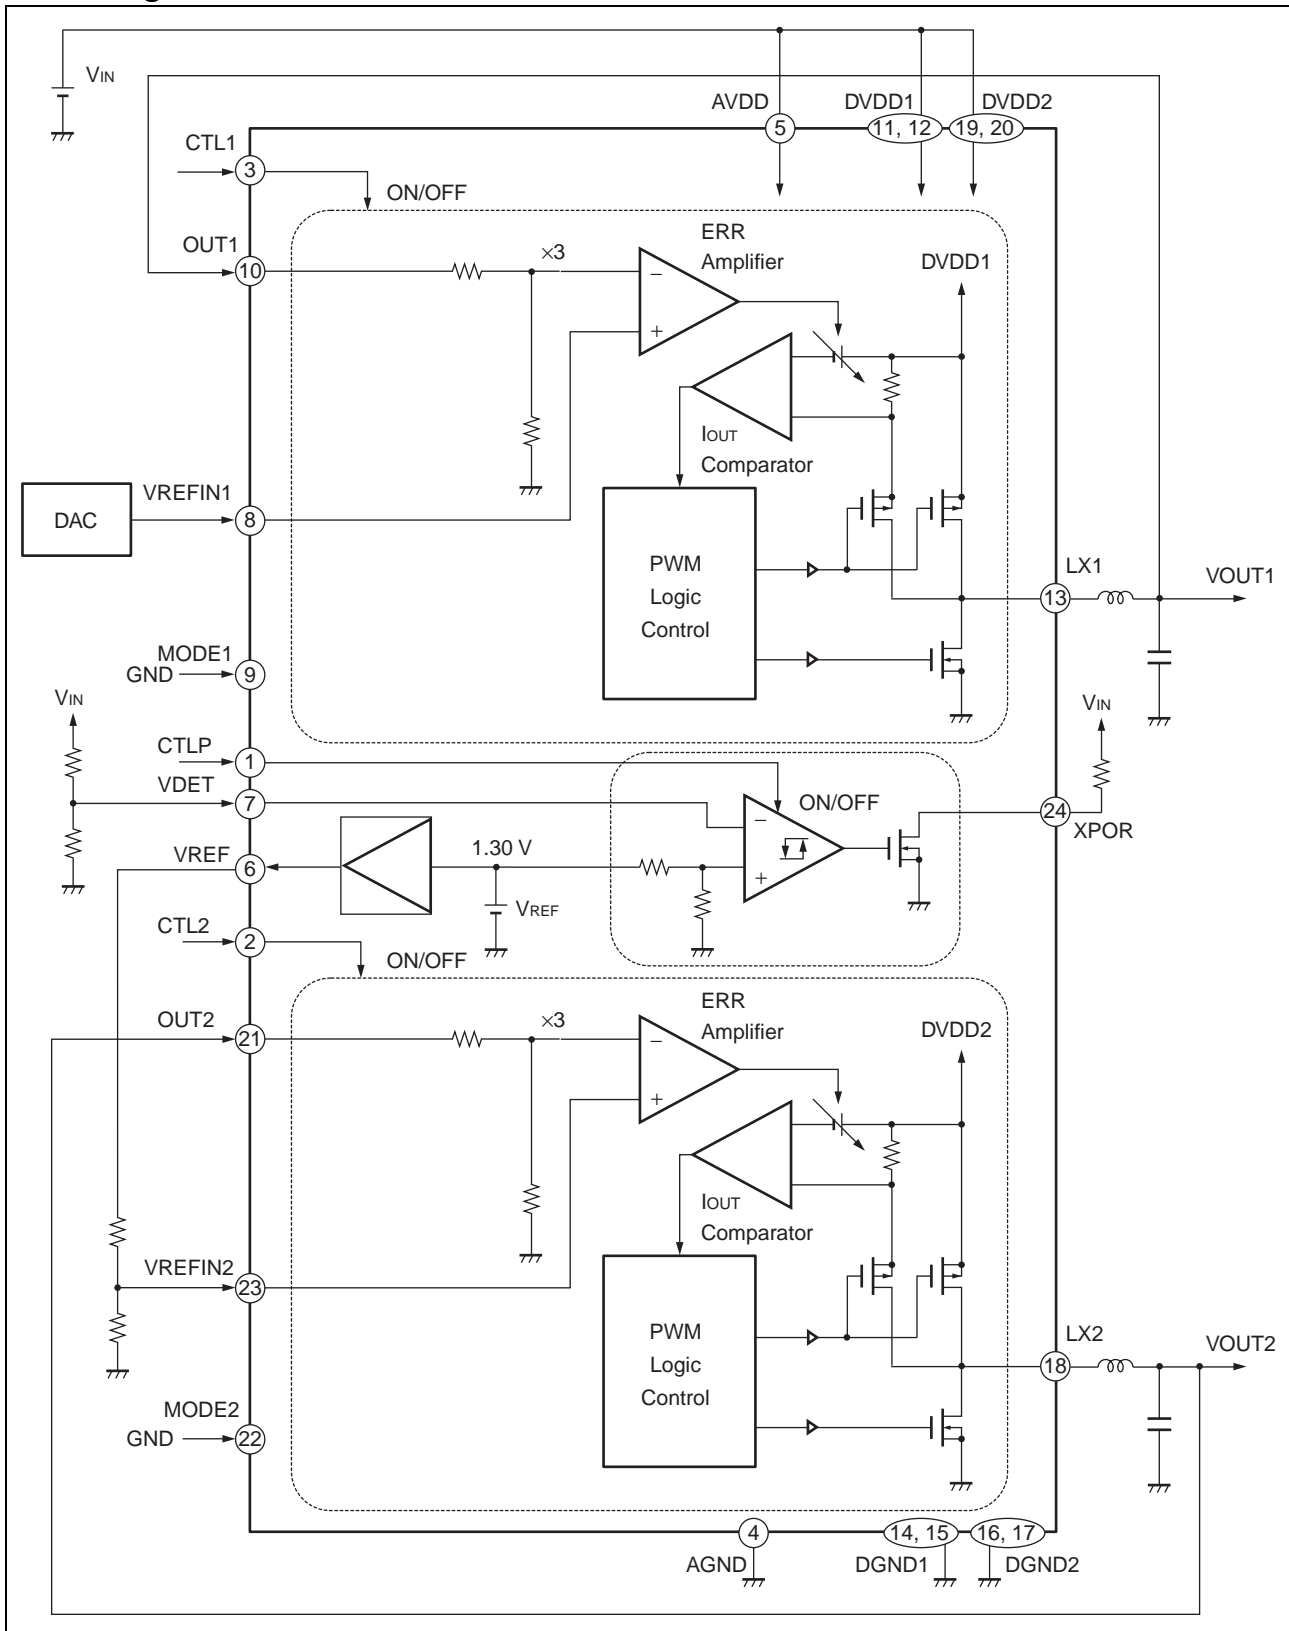 VIN
AVDD
DVDD1
DVDD2
5
11, 12
19, 20
CTL1
3
ON/OFF
OUT1
10
×3
ERR
Amplifier
−
+
DVDD1
IOUT
Comparator
DAC
VREFIN1
8
PWM
Logic
Control
LX1
13
VOUT1
MODE1
GND
9
VIN
VIN
CTLP
1
VDET
7
ON/OFF
−
+
24
XPOR
VREF
6
1.30 V
VREF
CTL2
2
ON/OFF
OUT2
21
×3
ERR
Amplifier
−
+
DVDD2
IOUT
Comparator
VREFIN2
23
PWM
Logic
Control
LX2
18
VOUT2
MODE2
GND
22
4
14, 15
16, 17
AGND
DGND1
DGND2